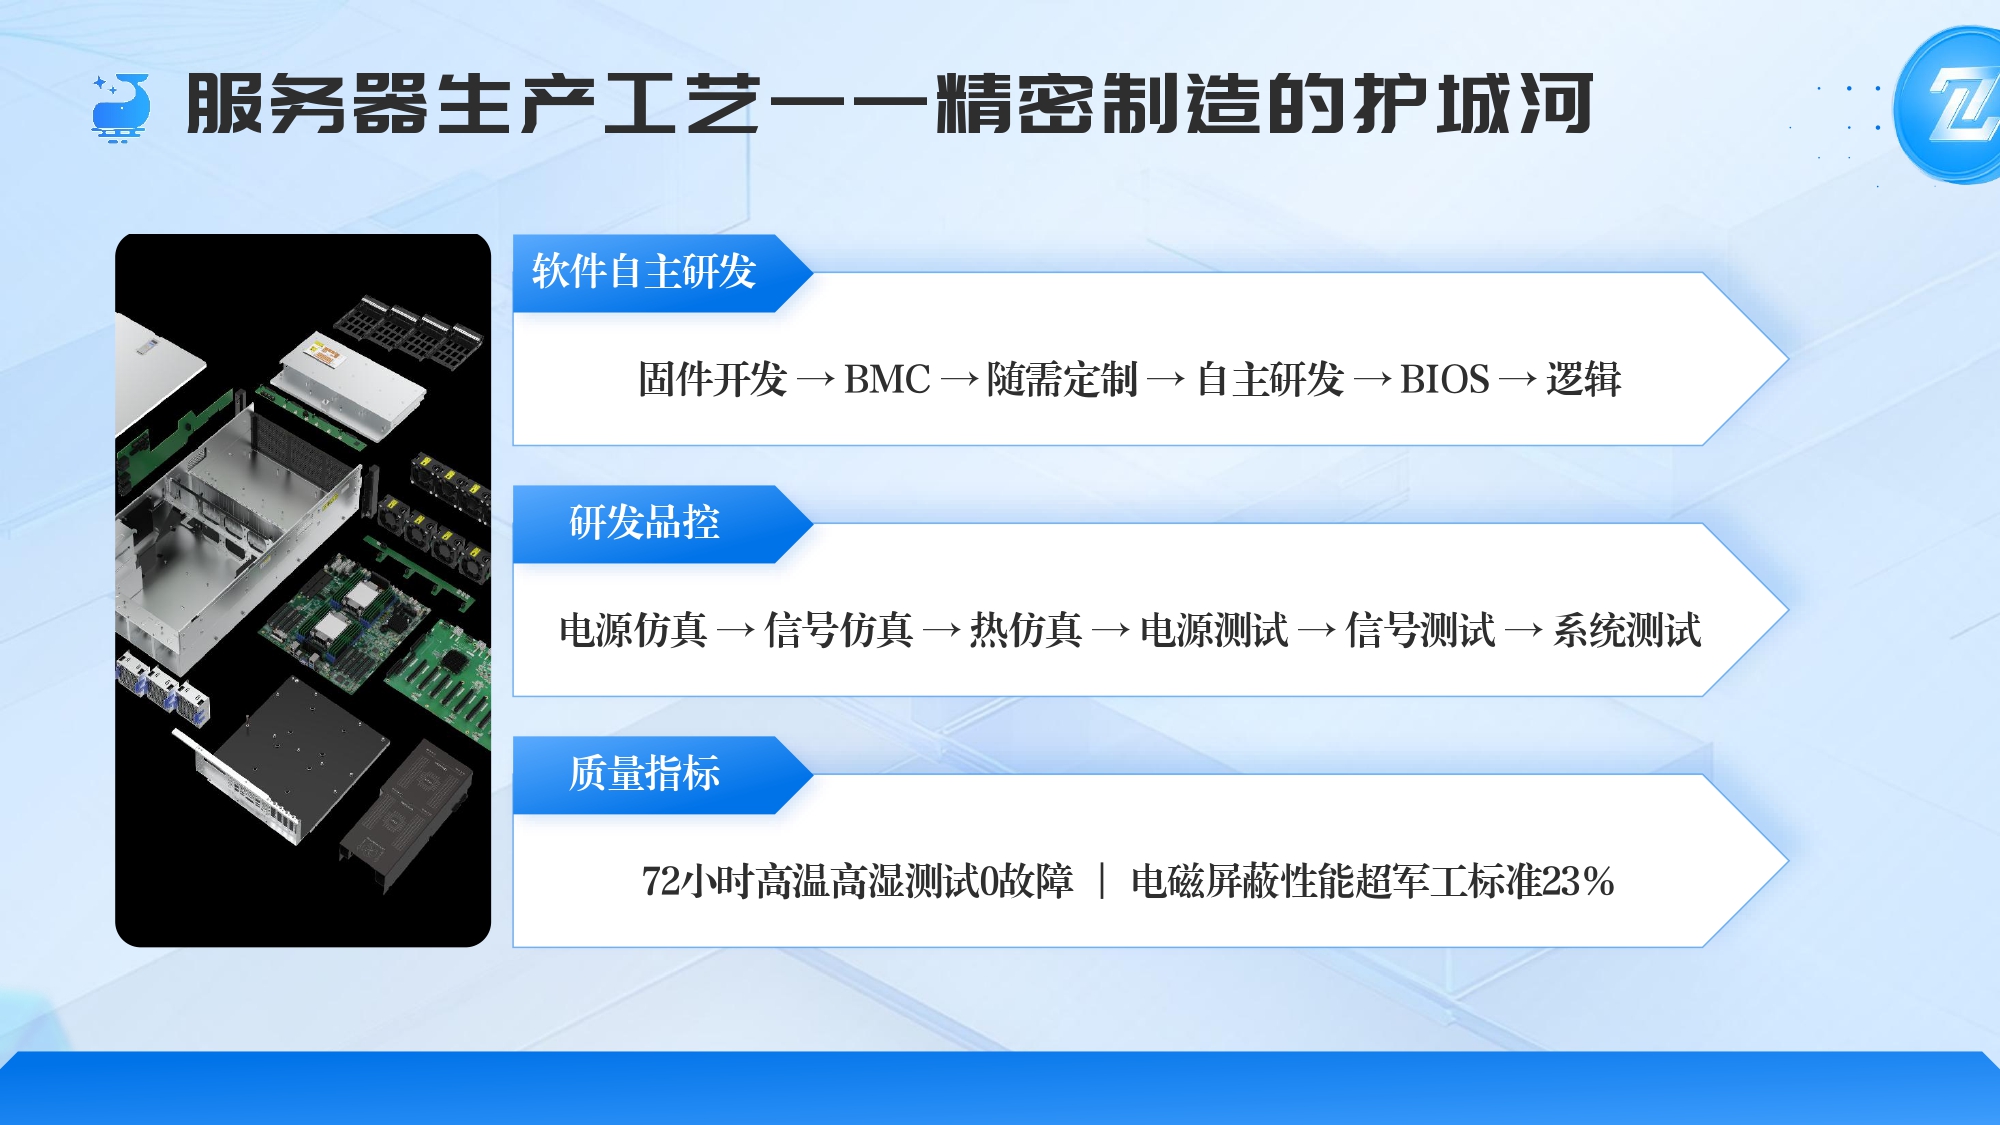 服务器生产工艺——精密制造的护城河
软件自主研发
固件开发 → BMC → 随需定制 → 自主研发 → BIOS → 逻辑
研发品控
电源仿真 → 信号仿真 → 热仿真 → 电源测试 → 信号测试 → 系统测试
质量指标
72小时高温高湿测试0故障 | 电磁屏蔽性能超军工标准23%